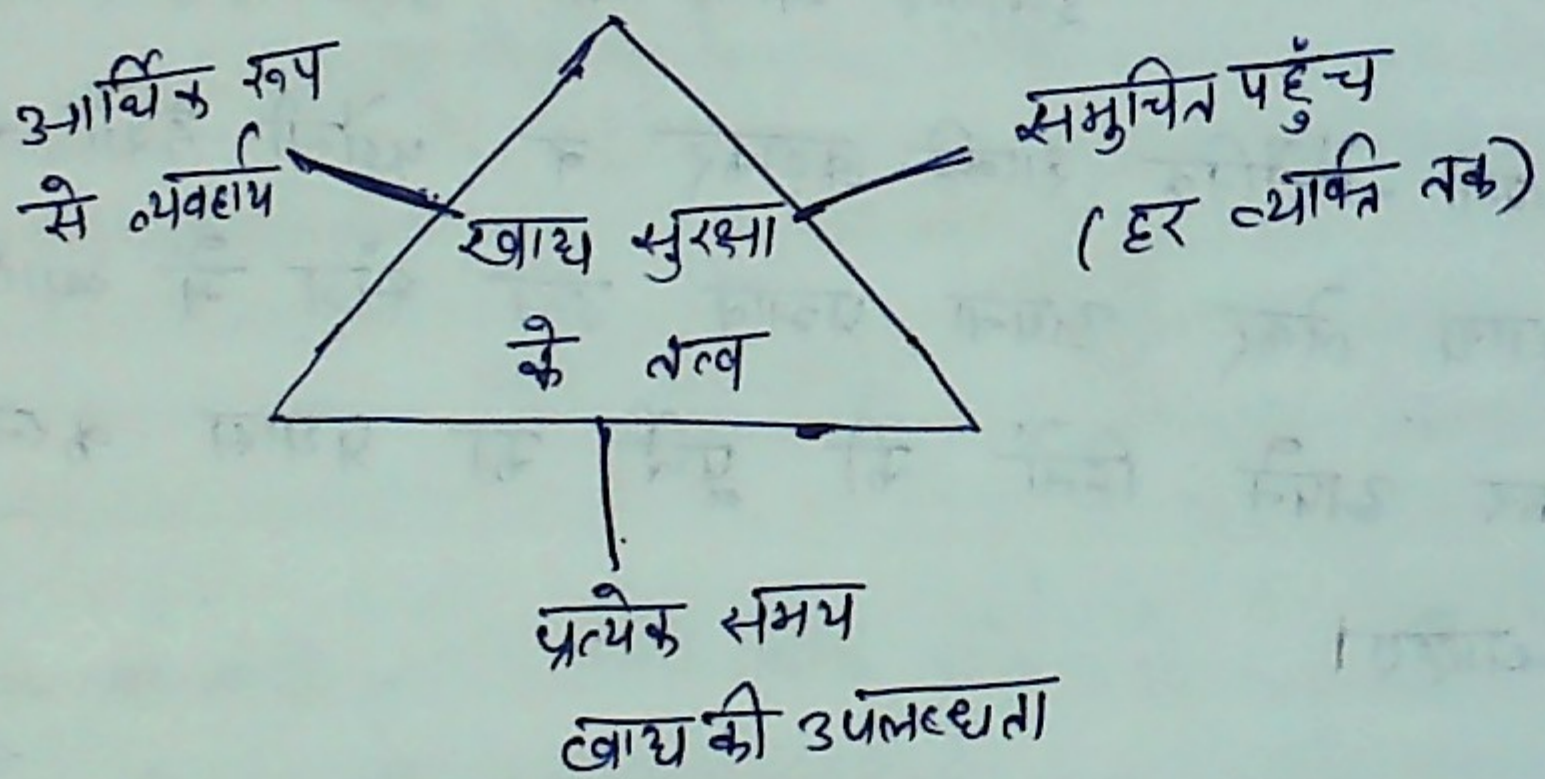 आर्थिक रूप
से व्यवहार्य
समुचित पहुँच
(हर व्यक्ति तक)
खाद्य सुरक्षा
के तत्व
प्रत्येक समय
खाद्य की उपलब्धता